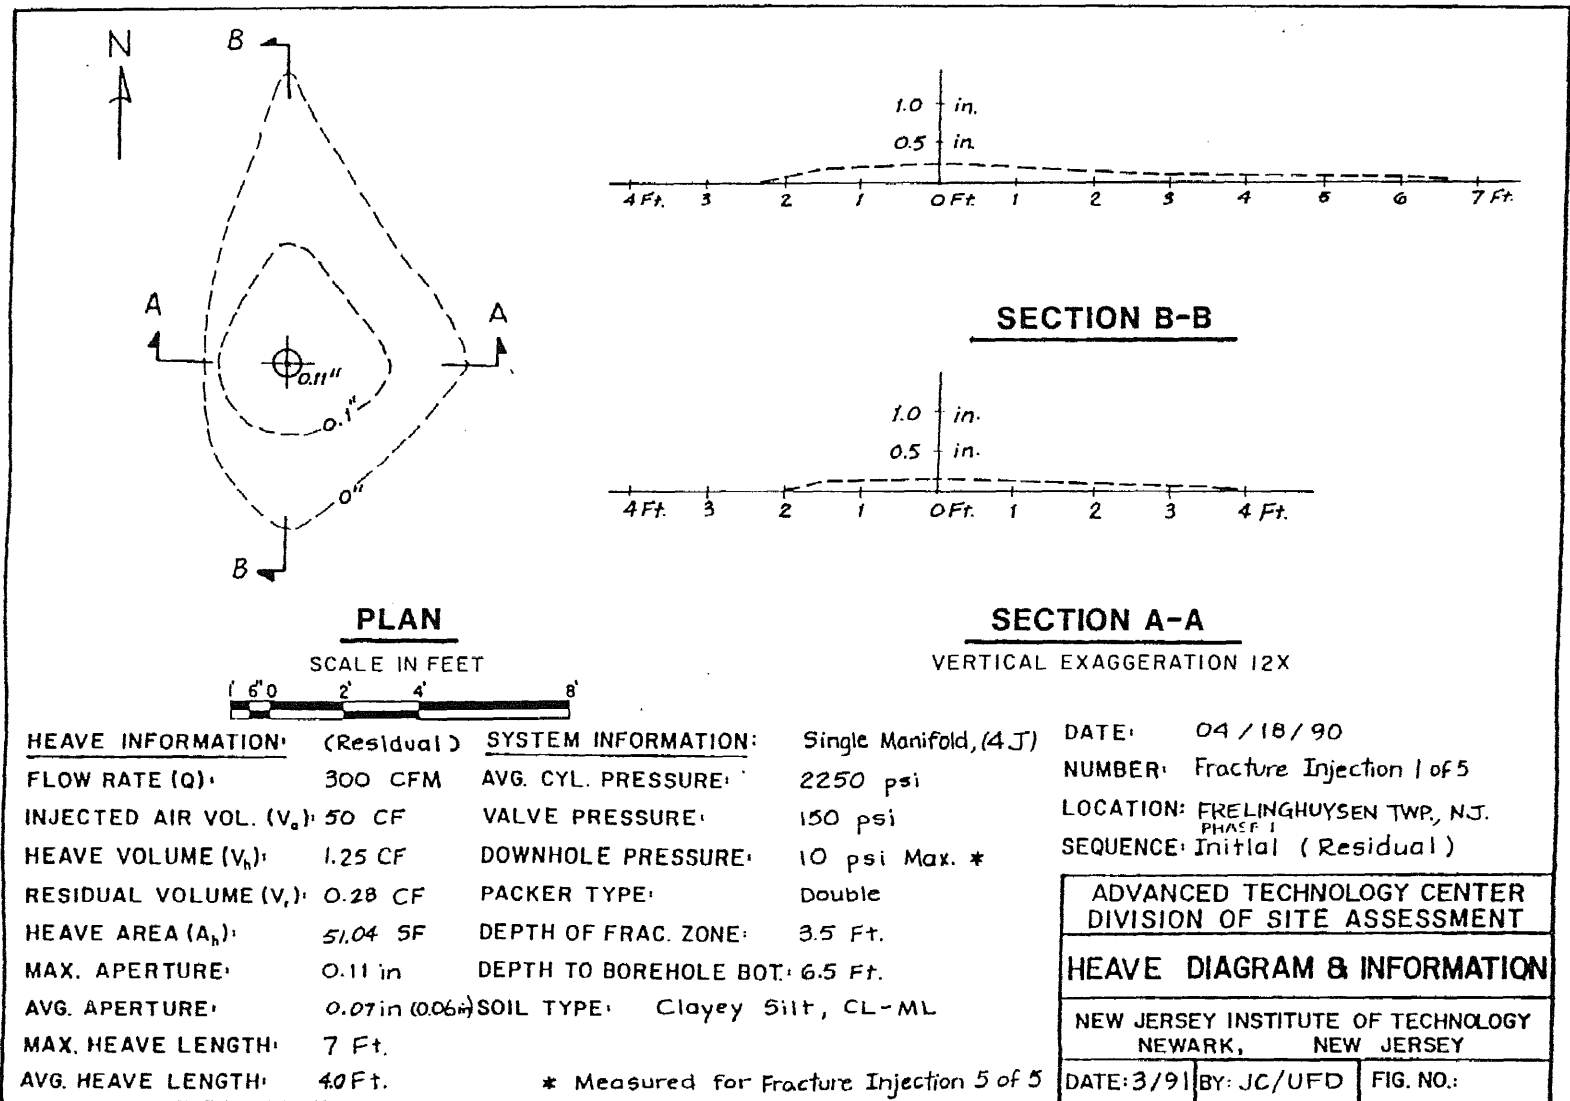 N
B
A
A
0.11"
0.1"
0"
B
PLAN
SCALE IN FEET
1' 6" 0 2' 4' 8'
1.0 in.
0.5 in.
4 Ft. 3 2 1 0 Ft. 1 2 3 4 5 6 7 Ft.
SECTION B-B
1.0 in.
0.5 in.
4 Ft. 3 2 1 0 Ft. 1 2 3 4 Ft.
SECTION A-A
VERTICAL EXAGGERATION 12X
HEAVE INFORMATION: (Residual)
FLOW RATE (Q): 300 CFM
INJECTED AIR VOL. (Va): 50 CF
HEAVE VOLUME (Vh): 1.25 CF
RESIDUAL VOLUME (Vr): 0.28 CF
HEAVE AREA (Ah): 51.04 SF
MAX. APERTURE: 0.11 in
AVG. APERTURE: 0.07 in (0.06in)
MAX. HEAVE LENGTH: 7 Ft.
AVG. HEAVE LENGTH: 4.0 Ft.
SYSTEM INFORMATION: Single Manifold, (4 J)
AVG. CYL. PRESSURE: 2250 psi
VALVE PRESSURE: 150 psi
DOWNHOLE PRESSURE: 10 psi Max. *
PACKER TYPE: Double
DEPTH OF FRAC. ZONE: 3.5 Ft.
DEPTH TO BOREHOLE BOT.: 6.5 Ft.
SOIL TYPE: Clayey Silt, CL-ML
* Measured for Fracture Injection 5 of 5
DATE: 04/18/90
NUMBER: Fracture Injection 1 of 5
LOCATION: FRELINGHUYSEN TWP., NJ.
PHASE 1
SEQUENCE: Initial (Residual)
ADVANCED TECHNOLOGY CENTER
DIVISION OF SITE ASSESSMENT
HEAVE DIAGRAM & INFORMATION
NEW JERSEY INSTITUTE OF TECHNOLOGY
NEWARK, NEW JERSEY
DATE: 3/91 BY: JC/UFD FIG. NO.: